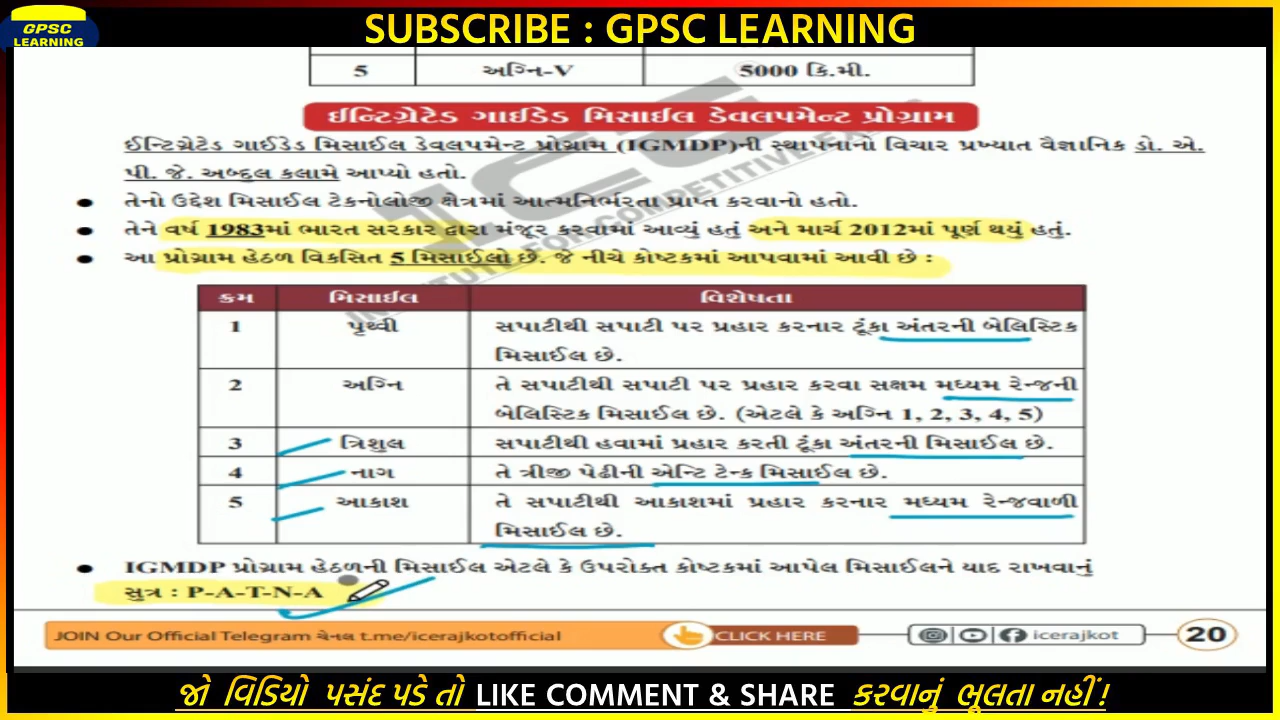 GPSC
LEARNING
SUBSCRIBE : GPSC LEARNING
5 અગ્નિ-V 5000 કિ.મી.
ઈન્ટિગ્રેટેડ ગાઈડેડ મિસાઈલ ડેવલપમેન્ટ પ્રોગ્રામ
ઈન્ટિગ્રેટેડ ગાઈડેડ મિસાઈલ ડેવલપમેન્ટ પ્રોગ્રામ (IGMDP)ની સ્થાપનાનો વિચાર પ્રખ્યાત વૈજ્ઞાનિક ડો. એ.
પી. જે. અબ્દુલ કલામે આપ્યો હતો.
● તેનો ઉદ્દેશ મિસાઈલ ટેકનોલોજી ક્ષેત્રમાં આત્મનિર્ભરતા પ્રાપ્ત કરવાનો હતો.
● તેને વર્ષ 1983માં ભારત સરકાર દ્વારા મંજૂર કરવામાં આવ્યું હતું અને માર્ચ 2012માં પૂર્ણ થયું હતું.
● આ પ્રોગ્રામ હેઠળ વિકસિત 5 મિસાઈલો છે. જે નીચે કોષ્ટકમાં આપવામાં આવી છે :
ક્રમ મિસાઈલ વિશેષતા
1 પૃથ્વી સપાટીથી સપાટી પર પ્રહાર કરનાર ટૂંકા અંતરની બેલિસ્ટિક
મિસાઈલ છે.
2 અગ્નિ તે સપાટીથી સપાટી પર પ્રહાર કરવા સક્ષમ મધ્યમ રેન્જની
બેલિસ્ટિક મિસાઈલ છે. (એટલે કે અગ્નિ 1, 2, 3, 4, 5)
3 ત્રિશુલ સપાટીથી હવામાં પ્રહાર કરતી ટૂંકા અંતરની મિસાઈલ છે.
4 નાગ તે ત્રીજી પેઢીની એન્ટિ ટેન્ક મિસાઈલ છે.
5 આકાશ તે સપાટીથી આકાશમાં પ્રહાર કરનાર મધ્યમ રેન્જવાળી
મિસાઈલ છે.
● IGMDP પ્રોગ્રામ હેઠળની મિસાઈલ એટલે કે ઉપરોક્ત કોષ્ટકમાં આપેલ મિસાઈલને યાદ રાખવાનું
સુત્ર : P-A-T-N-A
JOIN Our Official Telegram ચેનલ t.me/icerajkotofficial CLICK HERE icerajkot 20
જો વિડિયો પસંદ પડે તો LIKE COMMENT & SHARE કરવાનું ભૂલતા નહીં!